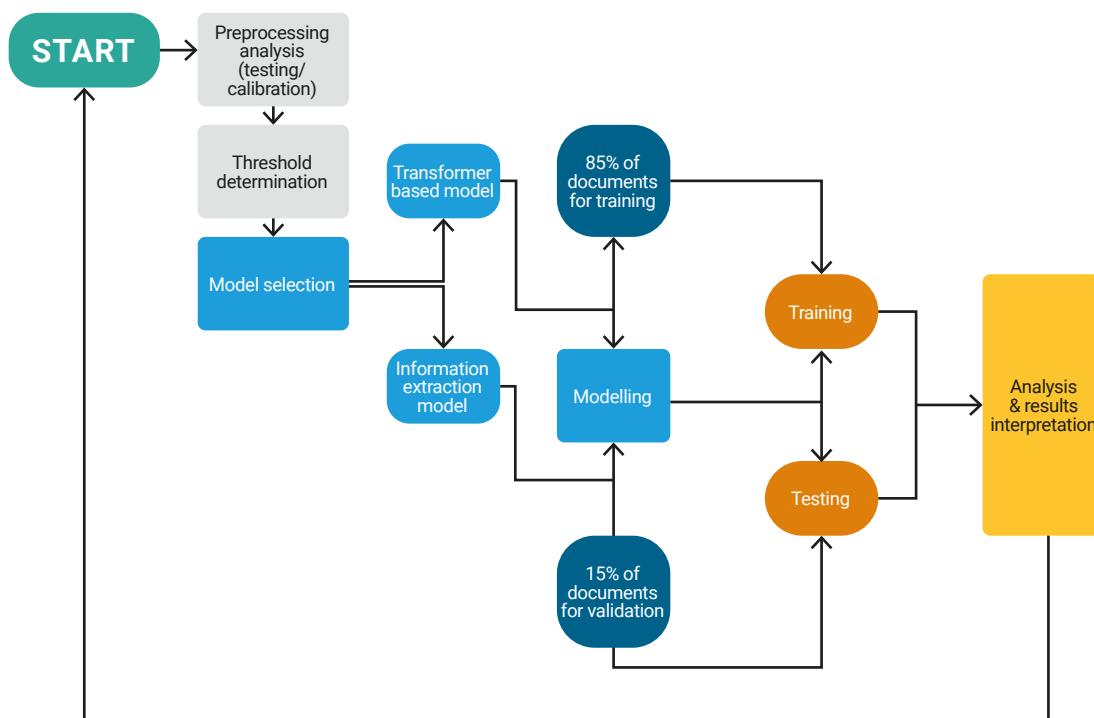 START
Preprocessing
analysis
(testing/
calibration)
Threshold
determination
Model selection
Transformer
based model
Information
extraction
model
85% of
documents
for training
Modelling
15% of
documents
for validation
Training
Testing
Analysis
& results
interpretation